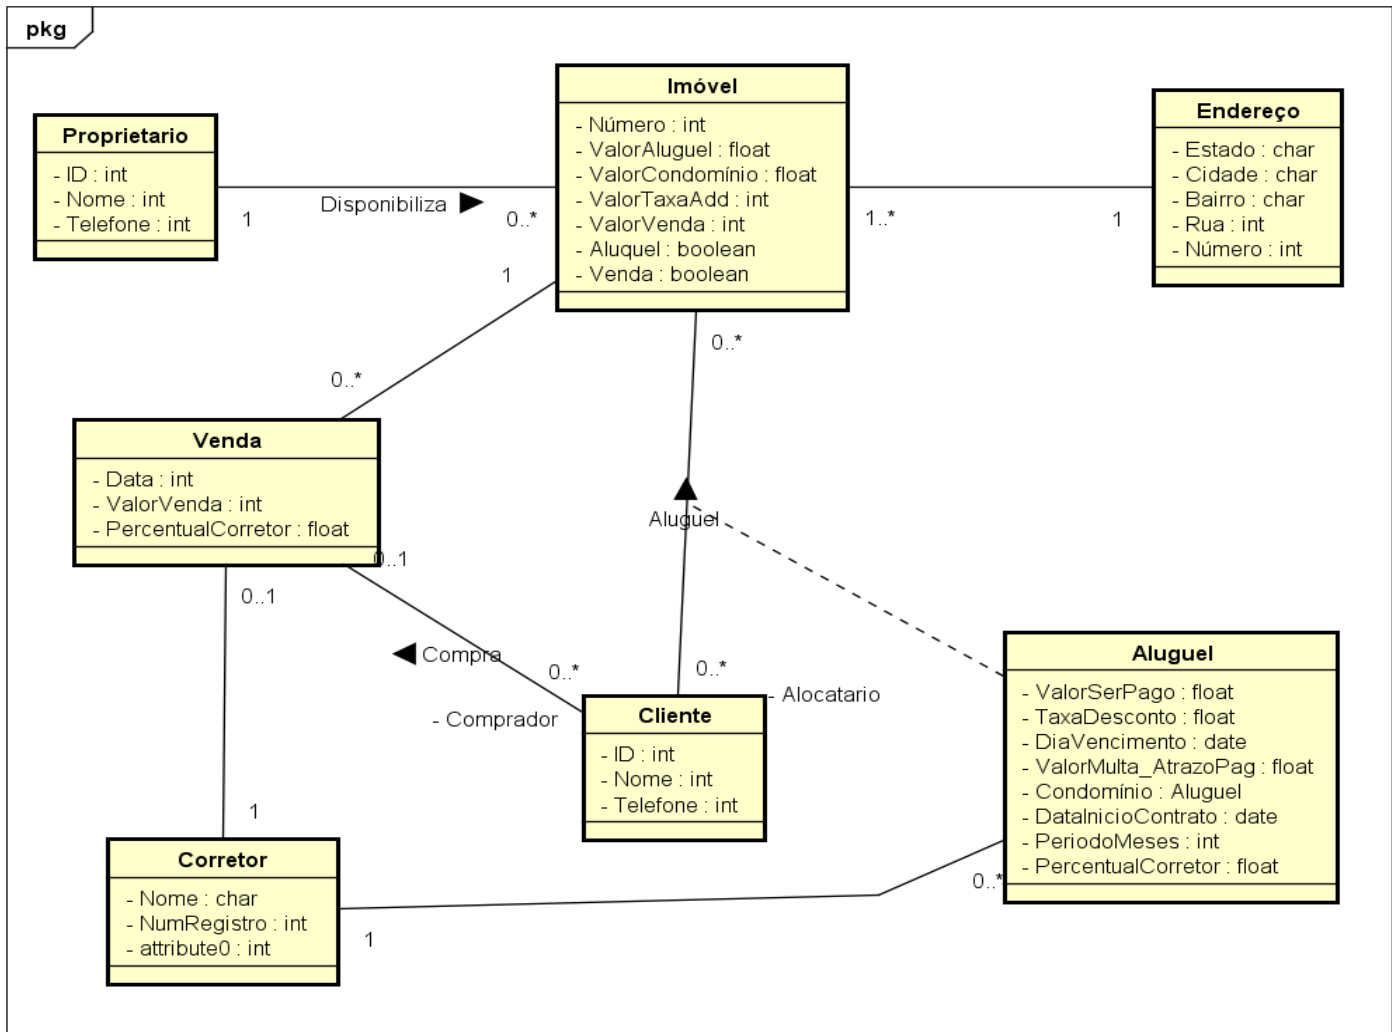 pkg
Proprietario
- ID : int
- Nome : int
- Telefone : int
1
Disponibiliza
0..*
Imóvel
- Número : int
- ValorAluguel : float
- ValorCondomínio : float
- ValorTaxaAdd : int
- ValorVenda : int
- Aluquel : boolean
- Venda : boolean
1..*
1
Endereço
- Estado : char
- Cidade : char
- Bairro : char
- Rua : int
- Número : int
1
0..*
0..*
Venda
- Data : int
- ValorVenda : int
- PercentualCorretor : float
0..1
0..1
Aluguel
Compra
0..*
- Comprador
0..*
- Alocatario
Cliente
- ID : int
- Nome : int
- Telefone : int
Aluguel
- ValorSerPago : float
- TaxaDesconto : float
- DiaVencimento : date
- ValorMulta_AtrazoPag : float
- Condomínio : Aluguel
- DataInicioContrato : date
- PeriodoMeses : int
- PercentualCorretor : float
0..*
1
Corretor
- Nome : char
- NumRegistro : int
- attribute0 : int
1